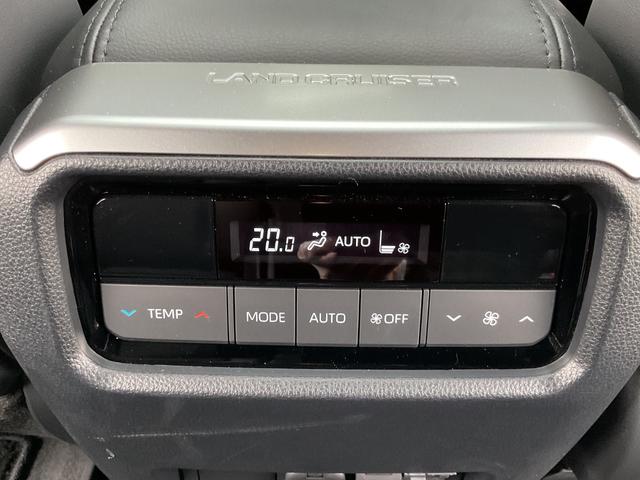 LAND CRUISER
20.0 AUTO
TEMP MODE AUTO OFF